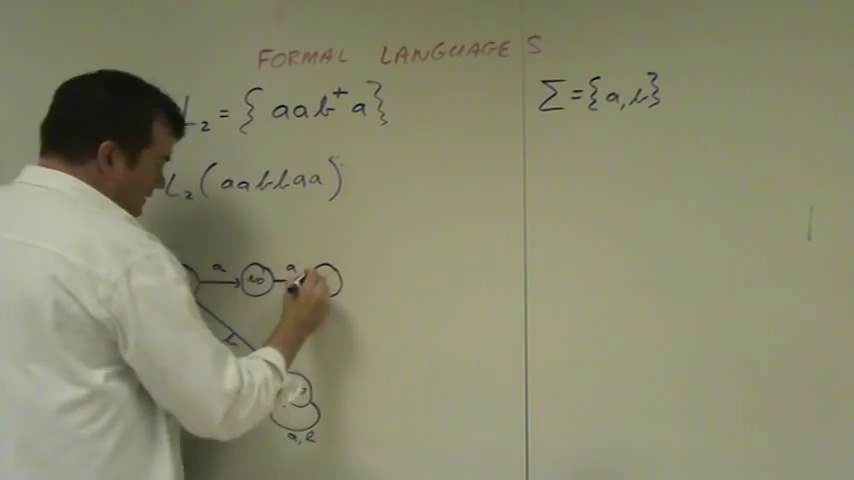 FORMAL LANGUAGES
L₂ = { aab⁺a}
Σ = {a, b}
L₂ (aabbaa)
a
a
b
a, b